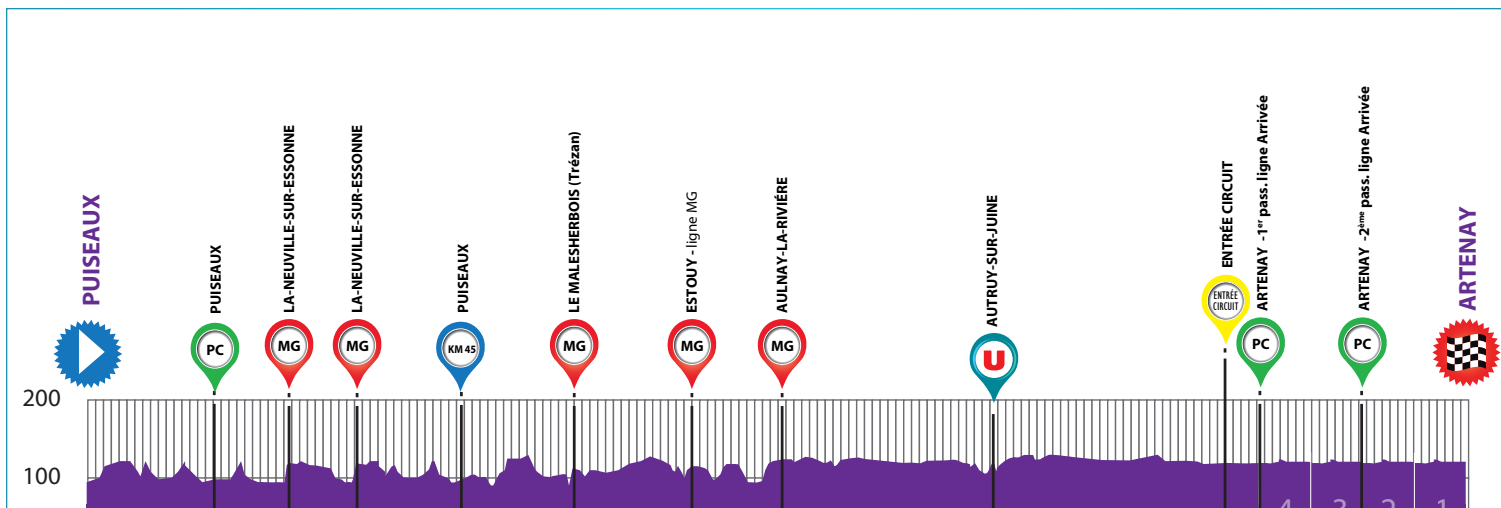 PUISEAUX
PUISEAUX
LA-NEUVILLE-SUR-ESSONNE
LA-NEUVILLE-SUR-ESSONNE
PUISEAUX
LE MALESHERBOIS (Trézan)
ESTOUY - ligne MG
AULNAY-LA-RIVIÉRE
AUTRUY-SUR-JUINE
ENTRÉE CIRCUIT
ARTENAY -1er pass. ligne Arrivée
ARTENAY -2ème pass. ligne Arrivée
ARTENAY
PC
MG
MG
KM 45
MG
MG
MG
U
ENTRÉE
CIRCUIT
PC
PC
200
100
4
3
2
1